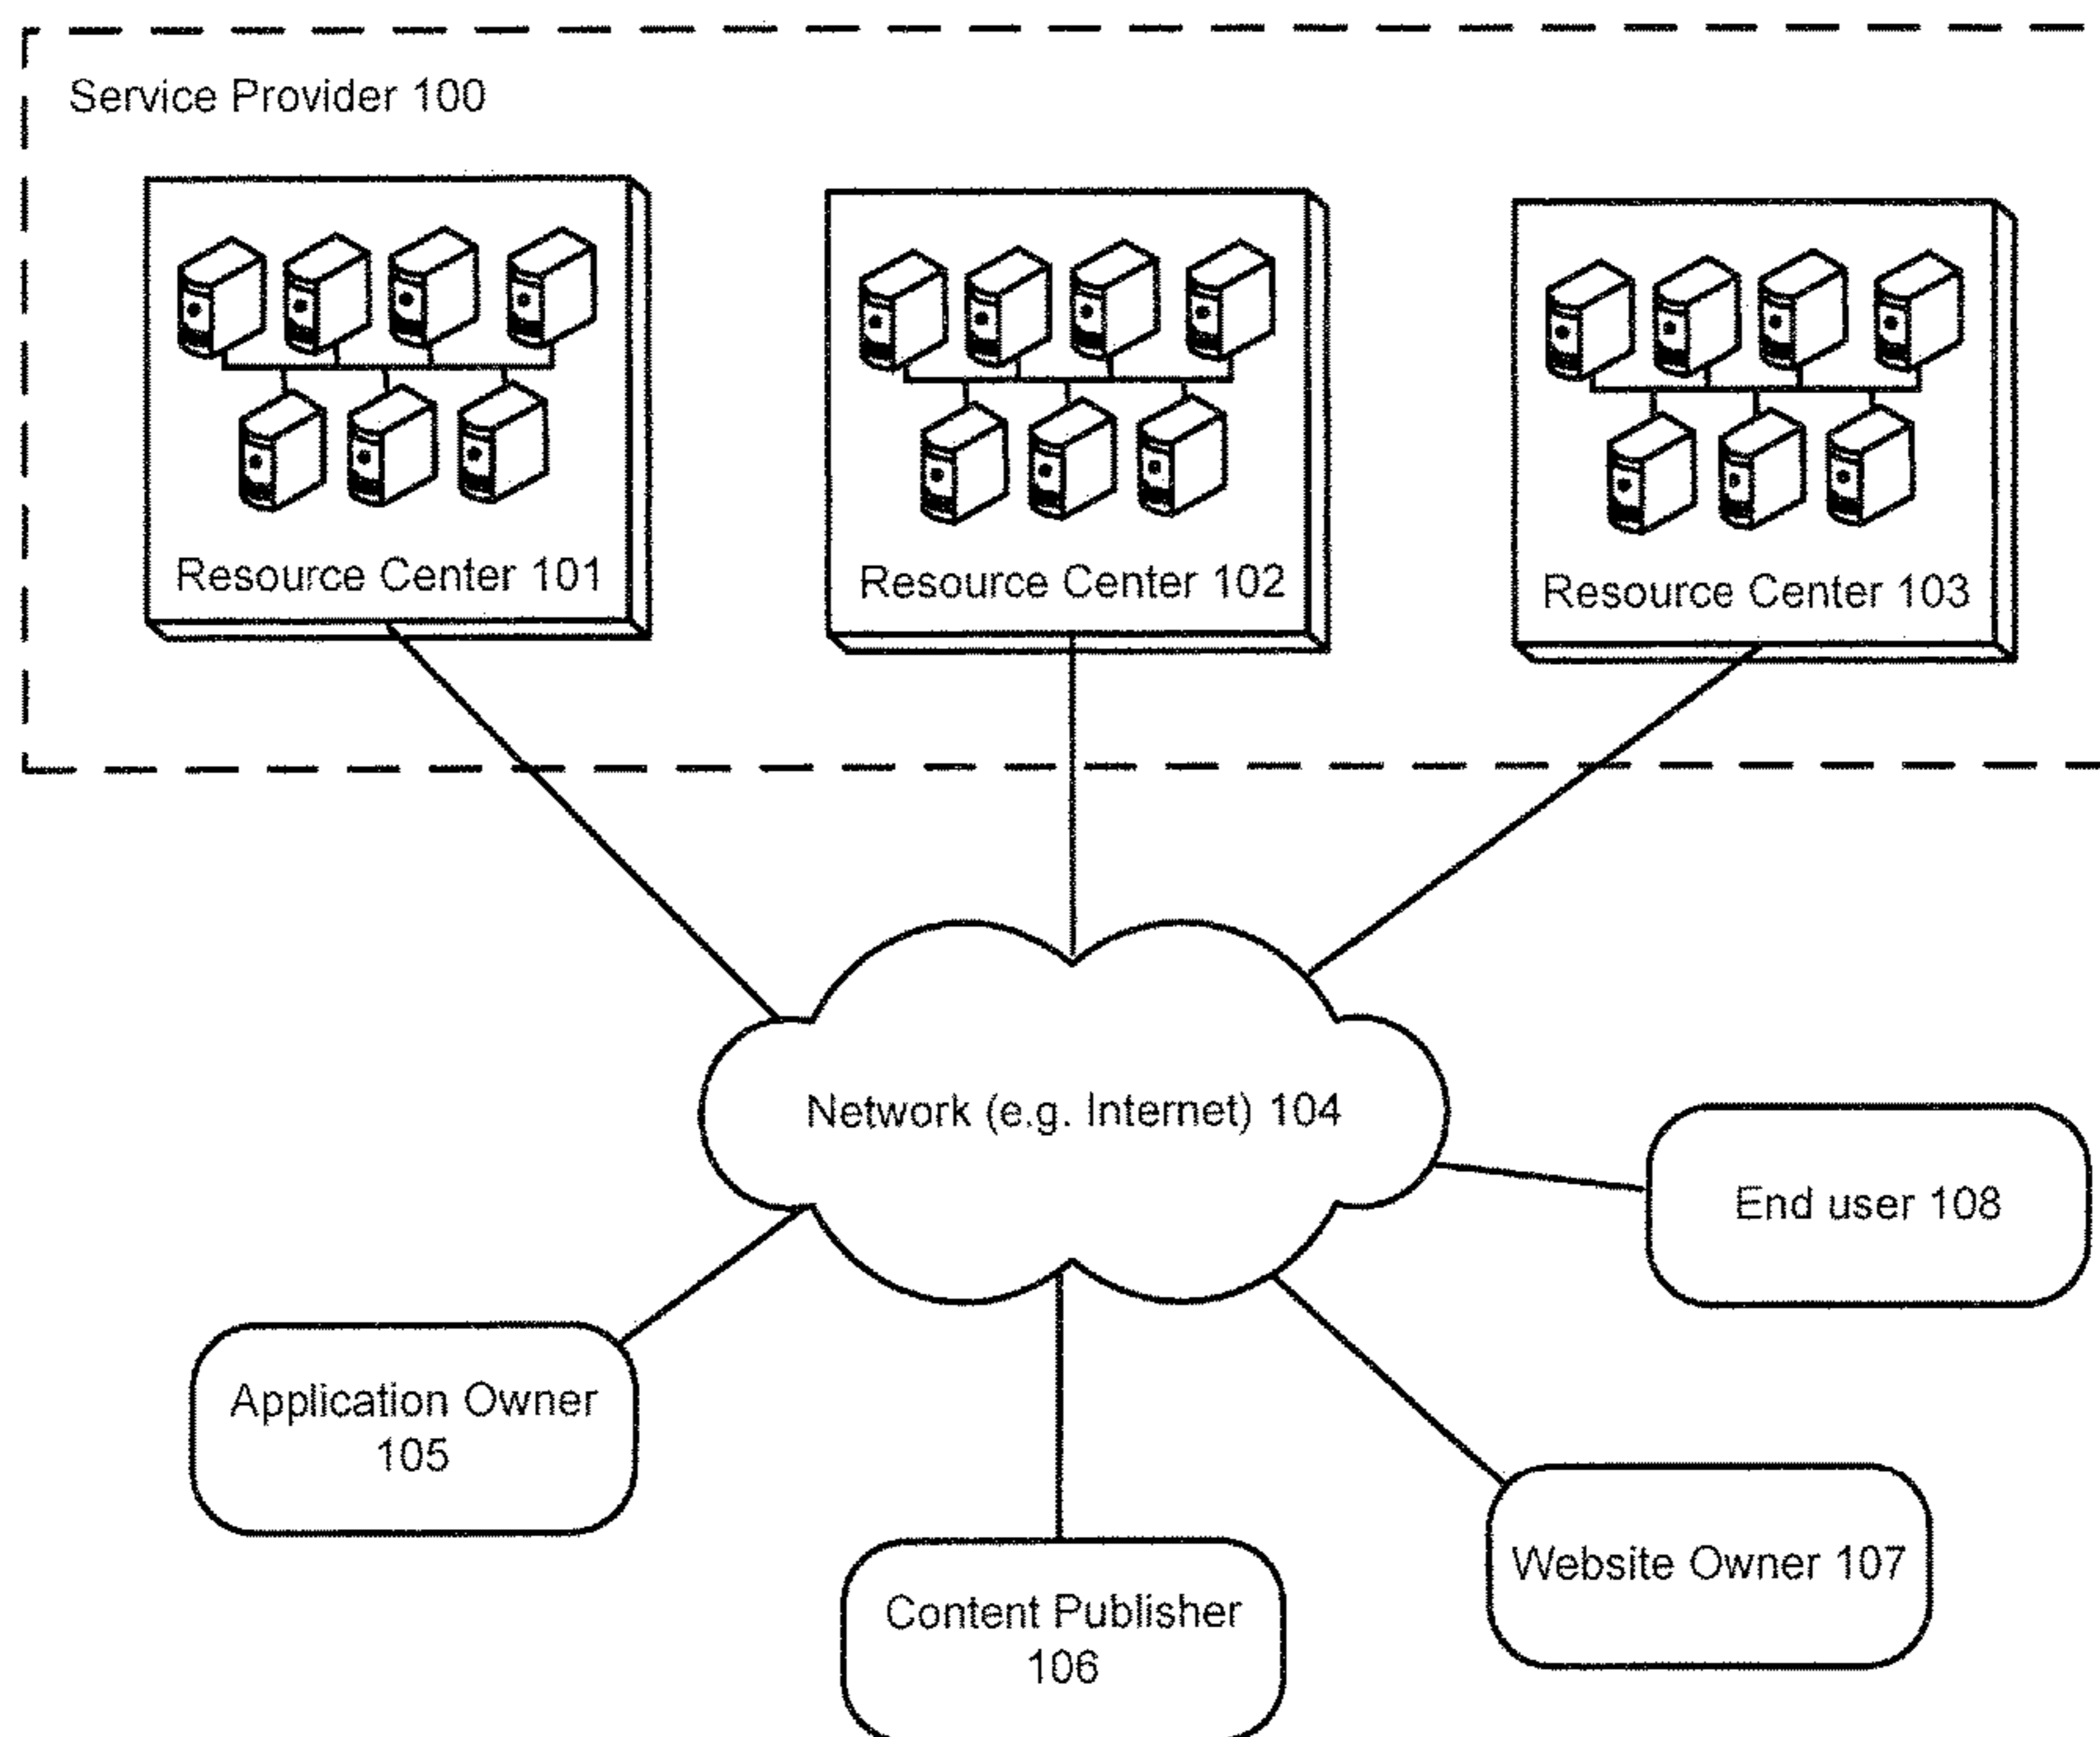 Service Provider 100
Resource Center 101
Resource Center 102
Resource Center 103
Network (e.g. Internet) 104
End user 108
Application Owner
105
Website Owner 107
Content Publisher
106